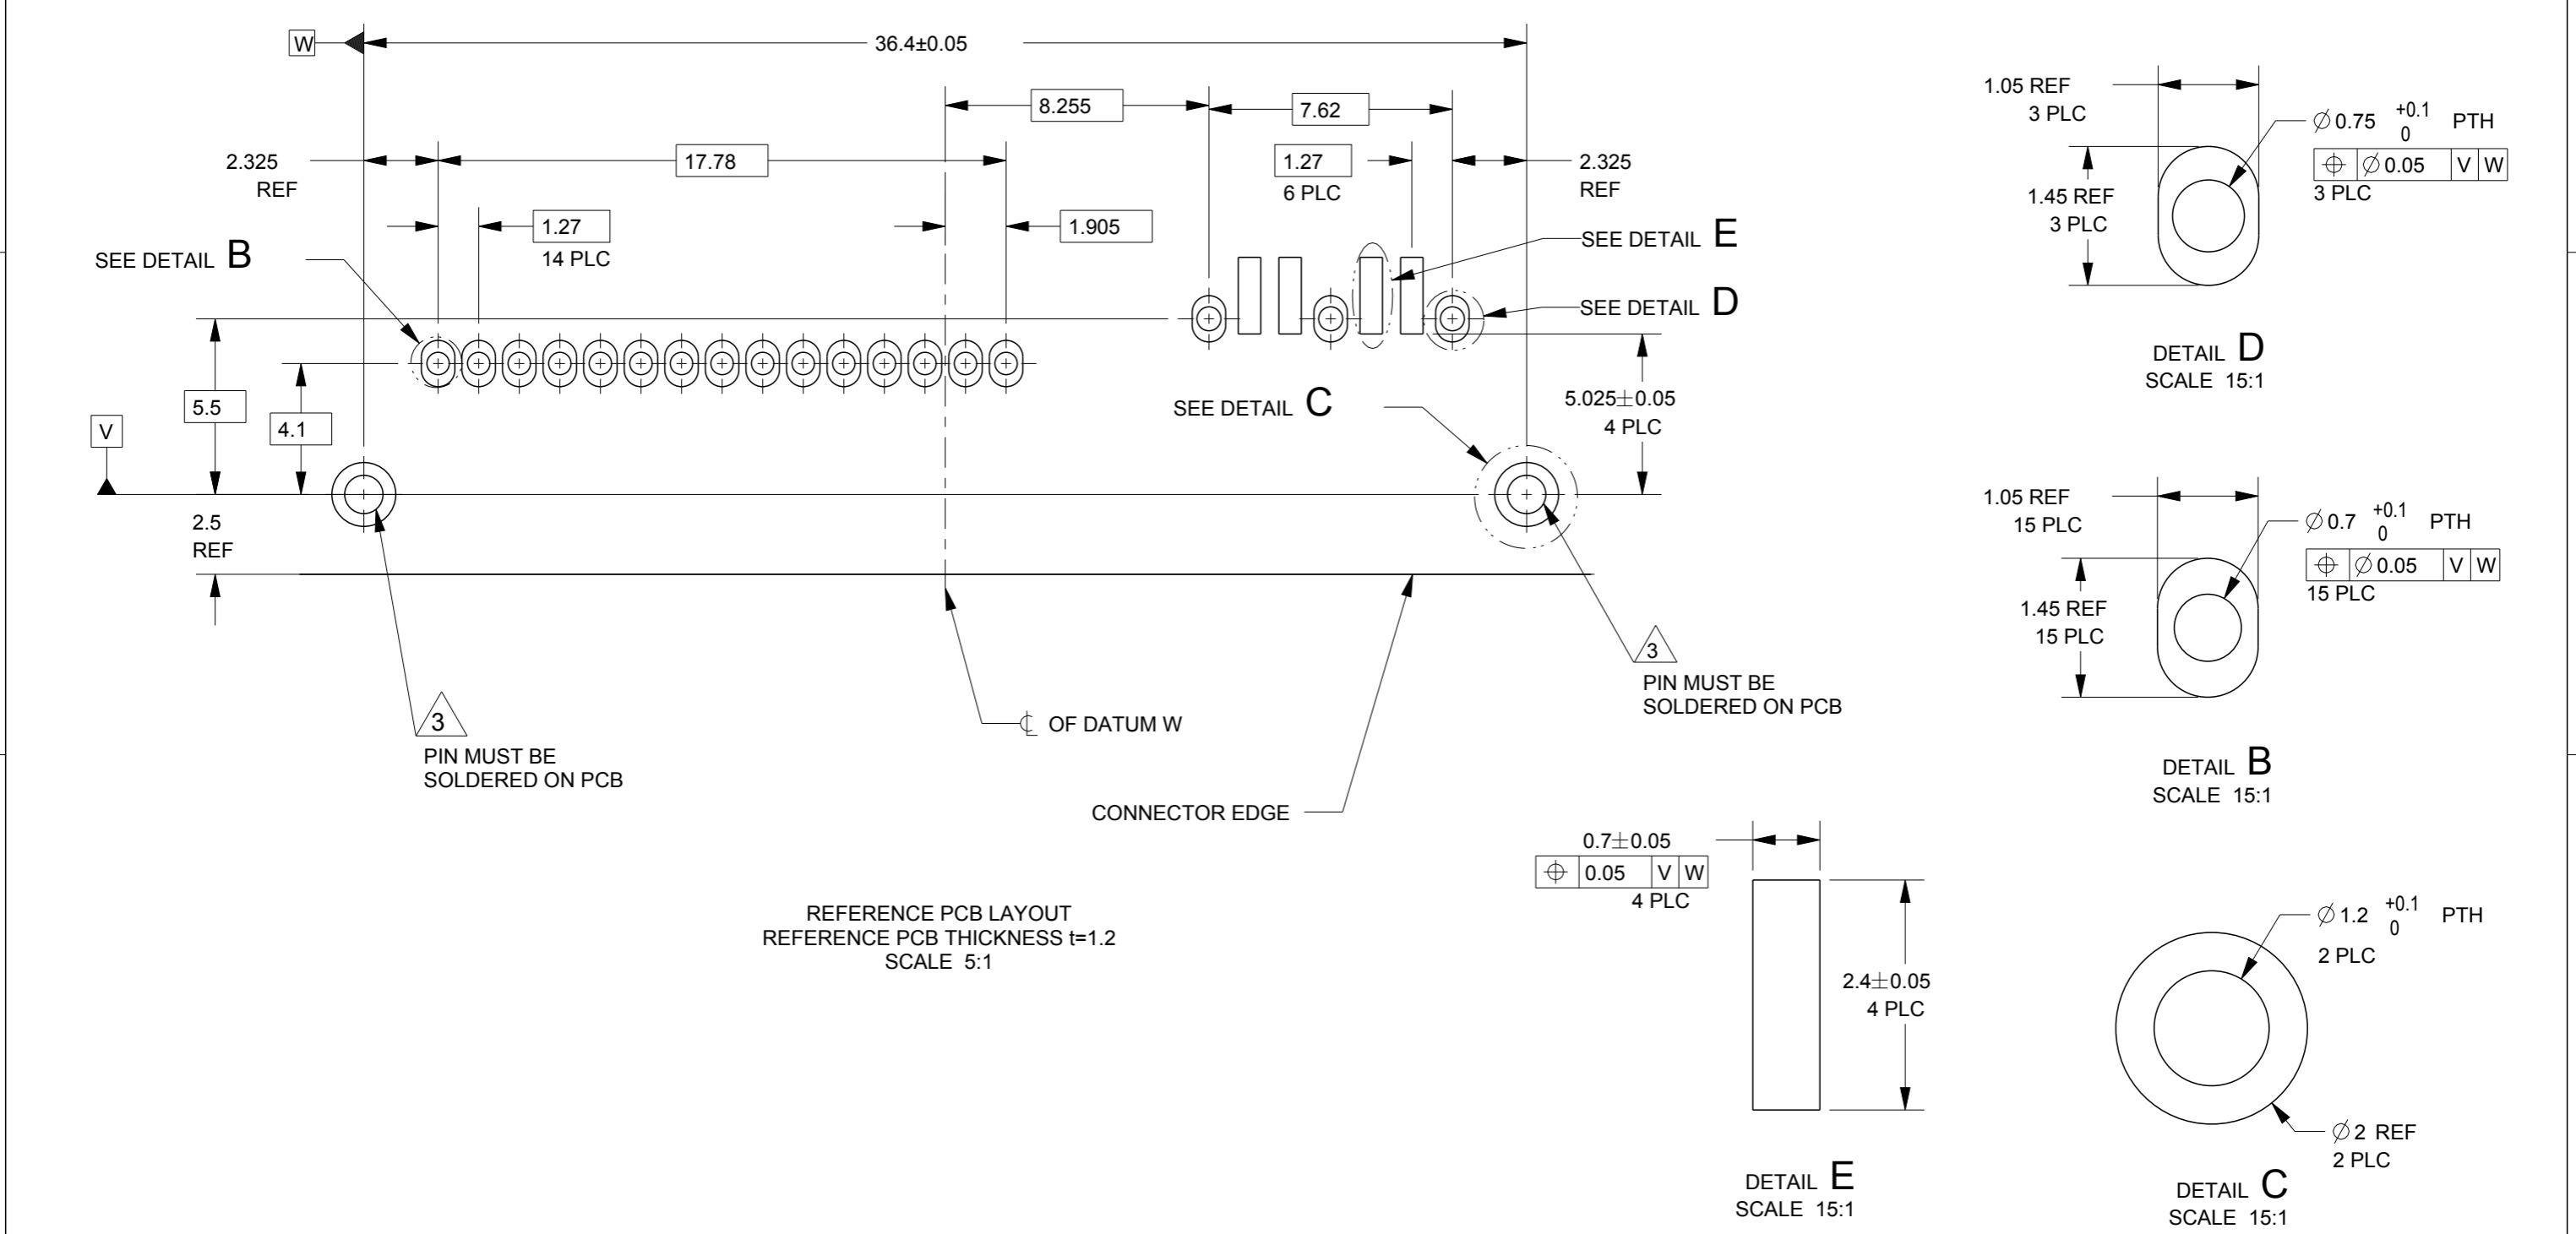 W
36.4±0.05
8.255
7.62
2.325
REF
17.78
1.27
6 PLC
2.325
REF
1.27
14 PLC
1.905
SEE DETAIL B
SEE DETAIL E
SEE DETAIL D
5.5
4.1
V
SEE DETAIL C
5.025±0.05
4 PLC
2.5
REF
3
PIN MUST BE
SOLDERED ON PCB
3
PIN MUST BE
SOLDERED ON PCB
℄ OF DATUM W
CONNECTOR EDGE
REFERENCE PCB LAYOUT
REFERENCE PCB THICKNESS t=1.2
SCALE 5:1
1.05 REF
3 PLC
∅0.75 +0.1 0 PTH
⌖ ∅0.05 V W
3 PLC
1.45 REF
3 PLC
DETAIL D
SCALE 15:1
1.05 REF
15 PLC
∅0.7 +0.1 0 PTH
⌖ ∅0.05 V W
15 PLC
1.45 REF
15 PLC
DETAIL B
SCALE 15:1
0.7±0.05
⌖ 0.05 V W
4 PLC
2.4±0.05
4 PLC
DETAIL E
SCALE 15:1
∅1.2 +0.1 0 PTH
2 PLC
∅2 REF
2 PLC
DETAIL C
SCALE 15:1